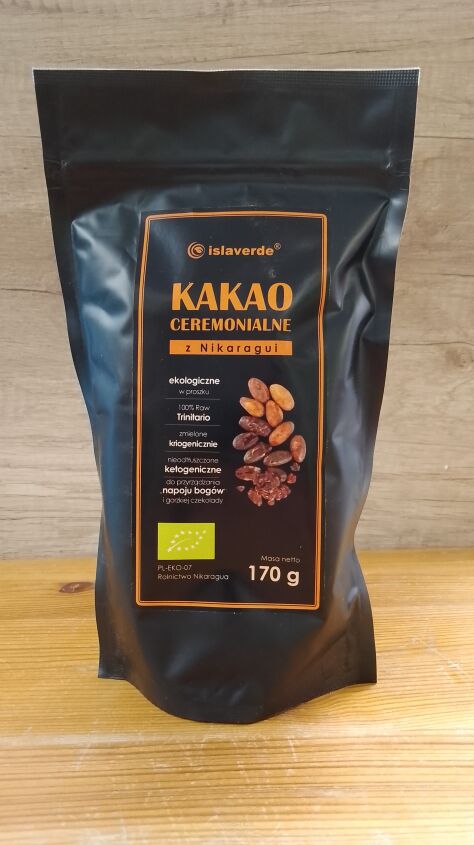 islaverde®
KAKAO
CEREMONIALNE
z Nikaragui
ekologiczne
w proszku
100% Raw
Trinitario
zmielone
kriogenicznie
nieodtłuszczone
ketogeniczne
do przyrządzania
„napoju bogów”
i gorzkiej czekolady
PL-EKO-07
Rolnictwo Nikaragua
Masa netto
170 g